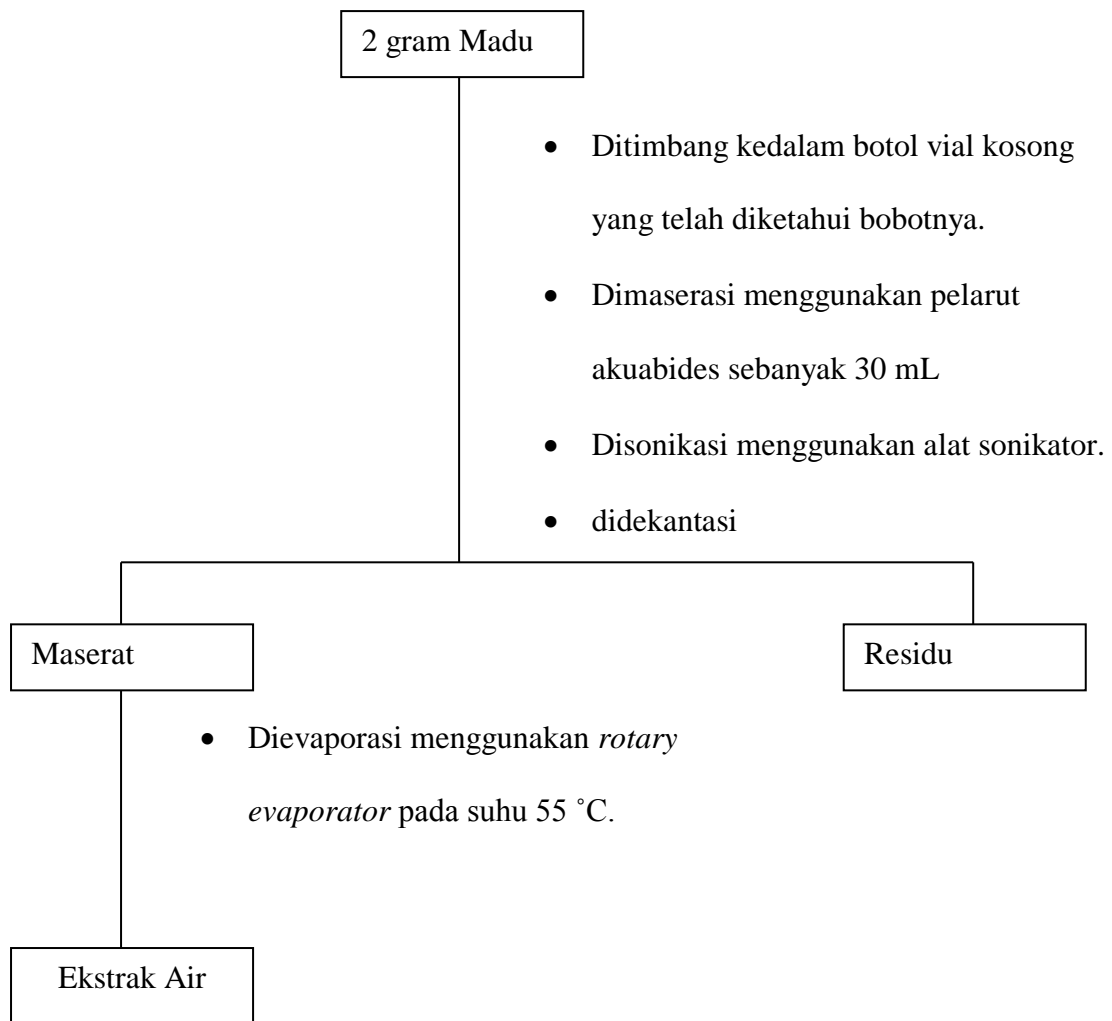 2 gram Madu
• Ditimbang kedalam botol vial kosong
yang telah diketahui bobotnya.
• Dimaserasi menggunakan pelarut
akuabides sebanyak 30 mL
• Disonikasi menggunakan alat sonikator.
• didekantasi
Maserat
Residu
• Dievaporasi menggunakan rotary
evaporator pada suhu 55 ˚C.
Ekstrak Air